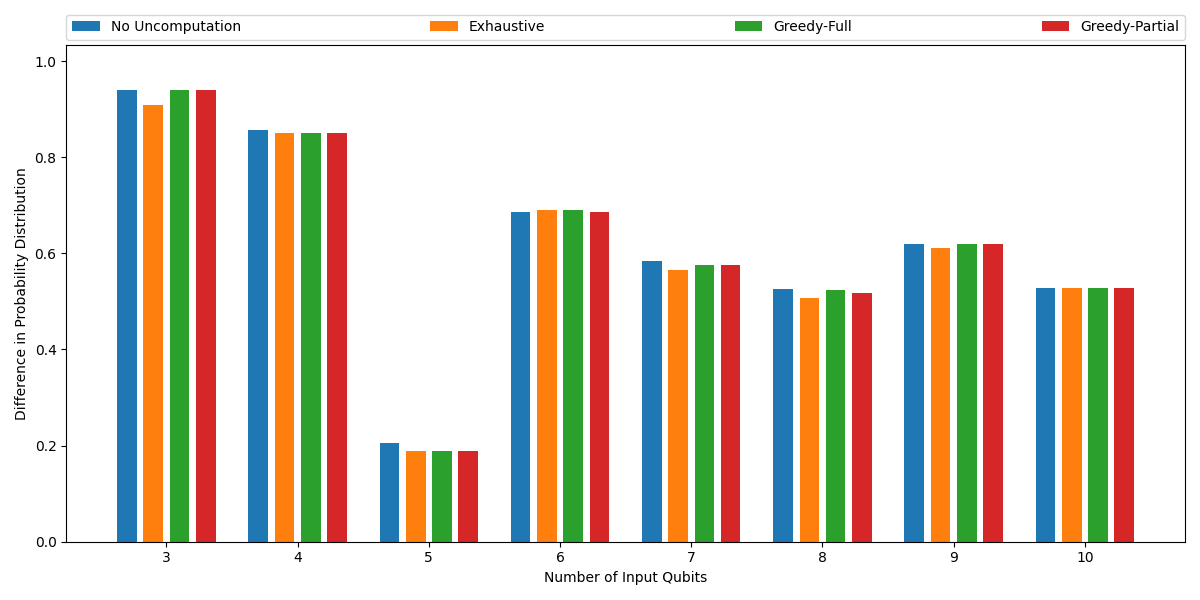 No Uncomputation Exhaustive Greedy-Full Greedy-Partial
1.0
0.8
0.6
0.4
0.2
0.0
Difference in Probability Distribution
3 4 5 6 7 8 9 10
Number of Input Qubits